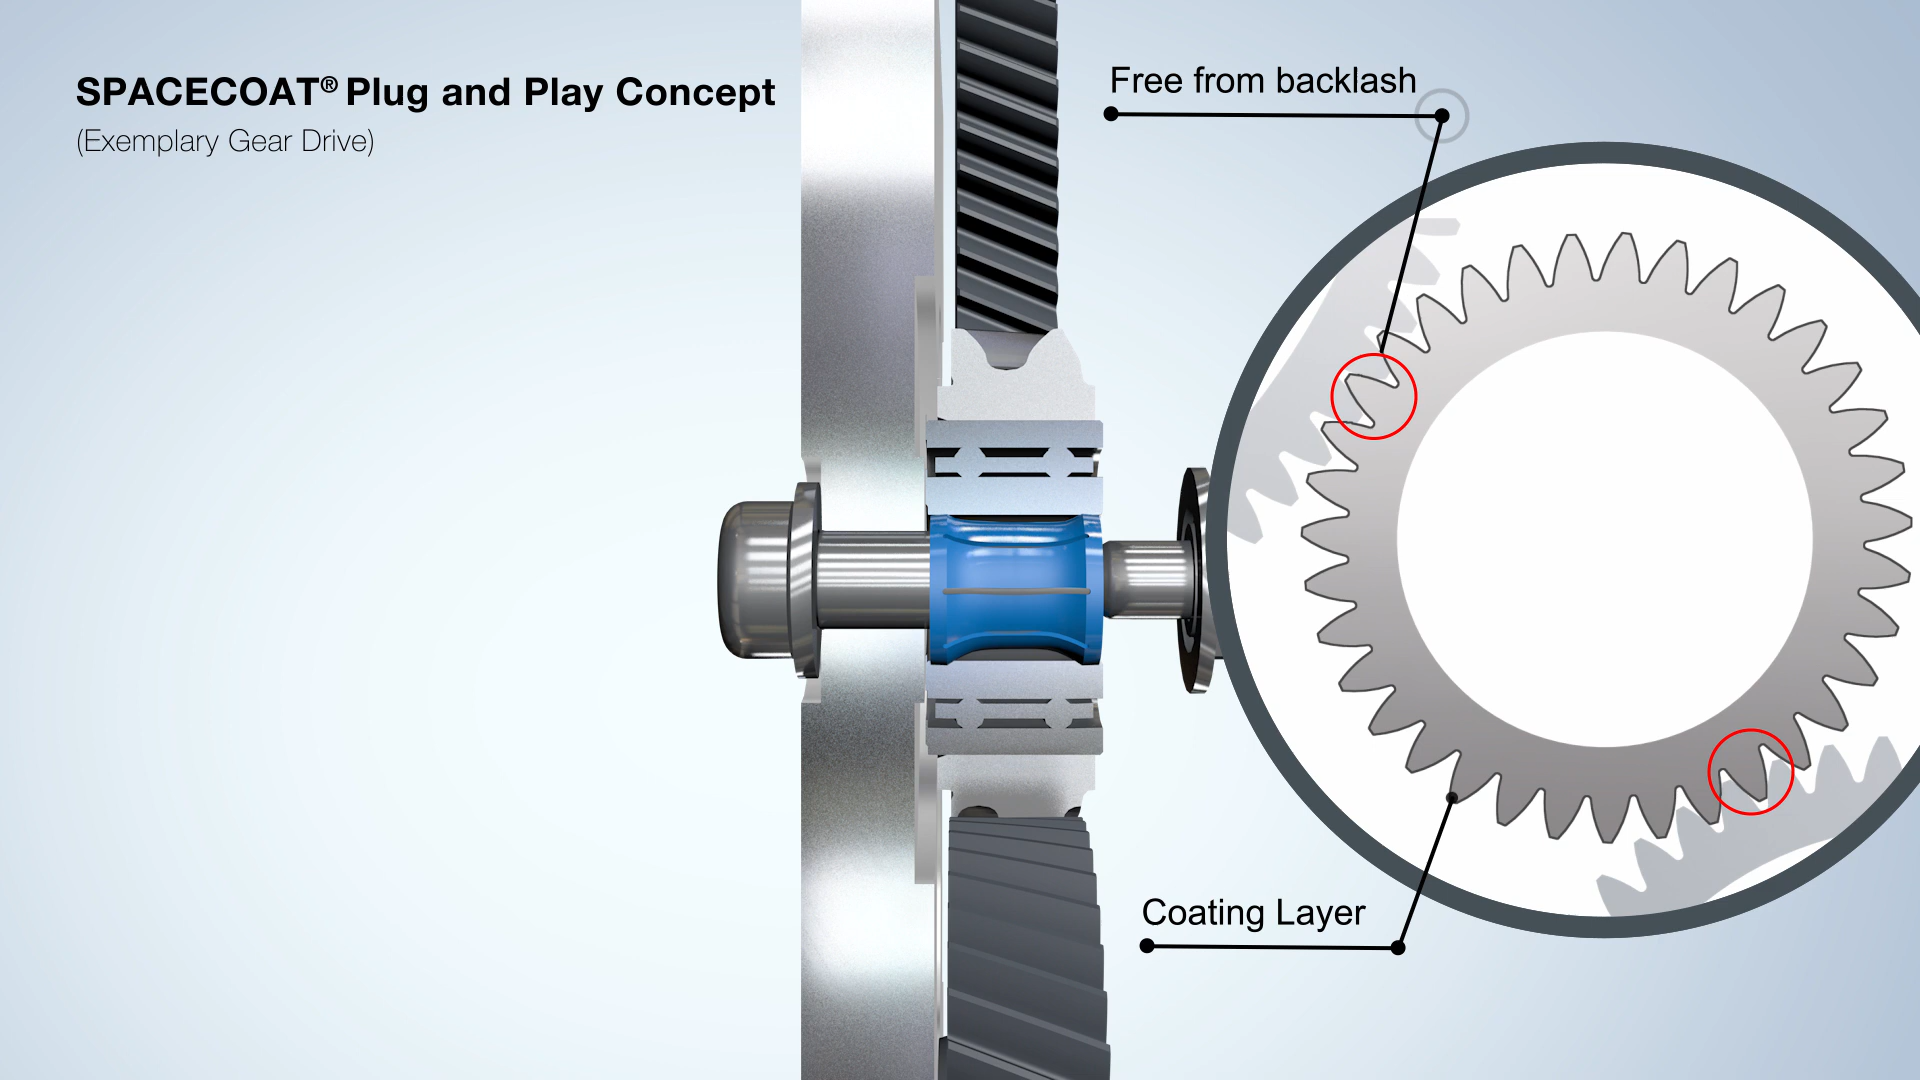 SPACECOAT® Plug and Play Concept
(Exemplary Gear Drive)
Free from backlash
Coating Layer